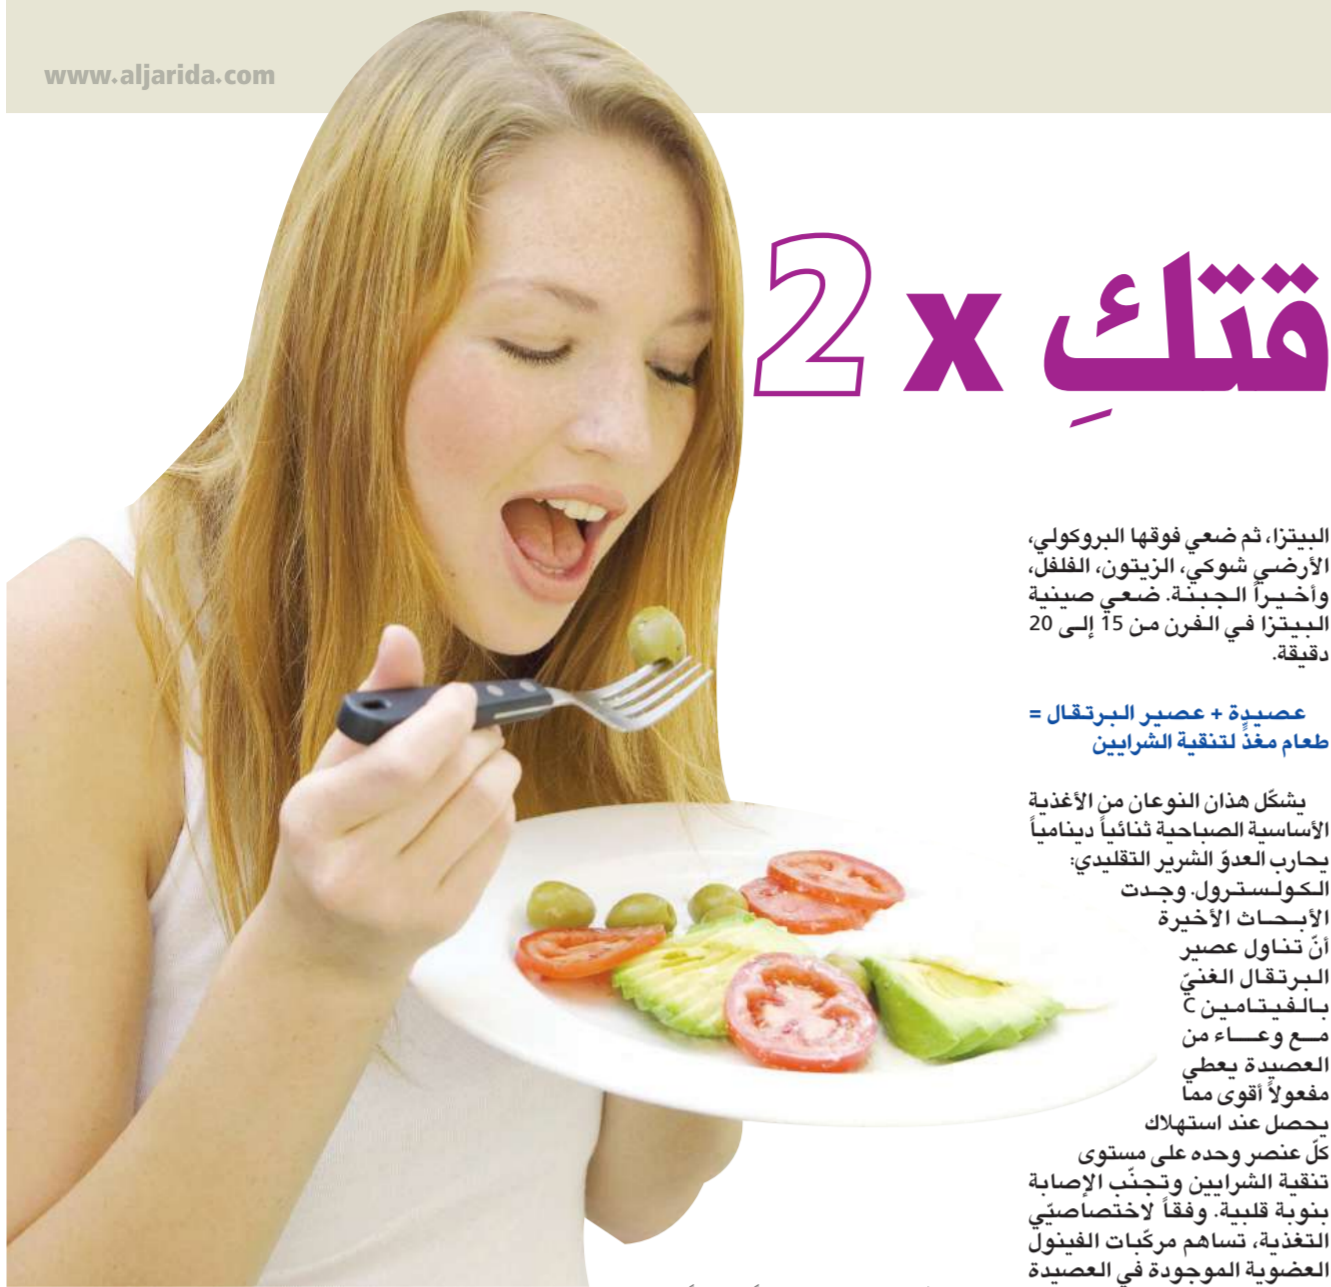 www.aljarida.com
قتكِ x 2
البيتزا، ثم ضعي فوقها البروكولي،
الأرضي شوكي، الزيتون، الفلفل،
وأخيراً الجبنة. ضعي صينية
البيتزا في الفرن من 15 إلى 20
دقيقة.
عصيدة + عصير البرتقال =
طعام مغذٍّ لتنقية الشرايين
يشكّل هذان النوعان من الأغذية
الأساسية الصباحية ثنائياً دينامياً
يحارب العدوّ الشرير التقليدي:
الكولسترول. وجدت
الأبحاث الأخيرة
أنّ تناول عصير
البرتقال الغنيّ
بالفيتامين C
مع وعاء من
العصيدة يعطي
مفعولاً أقوى مما
يحصل عند استهلاك
كلّ عنصر وحده على مستوى
تنقية الشرايين وتجنّب الإصابة
بنوبة قلبية. وفقاً لاختصاصيّي
التغذية، تساهم مركّبات الفينول
العضوية الموجودة في العصيدة